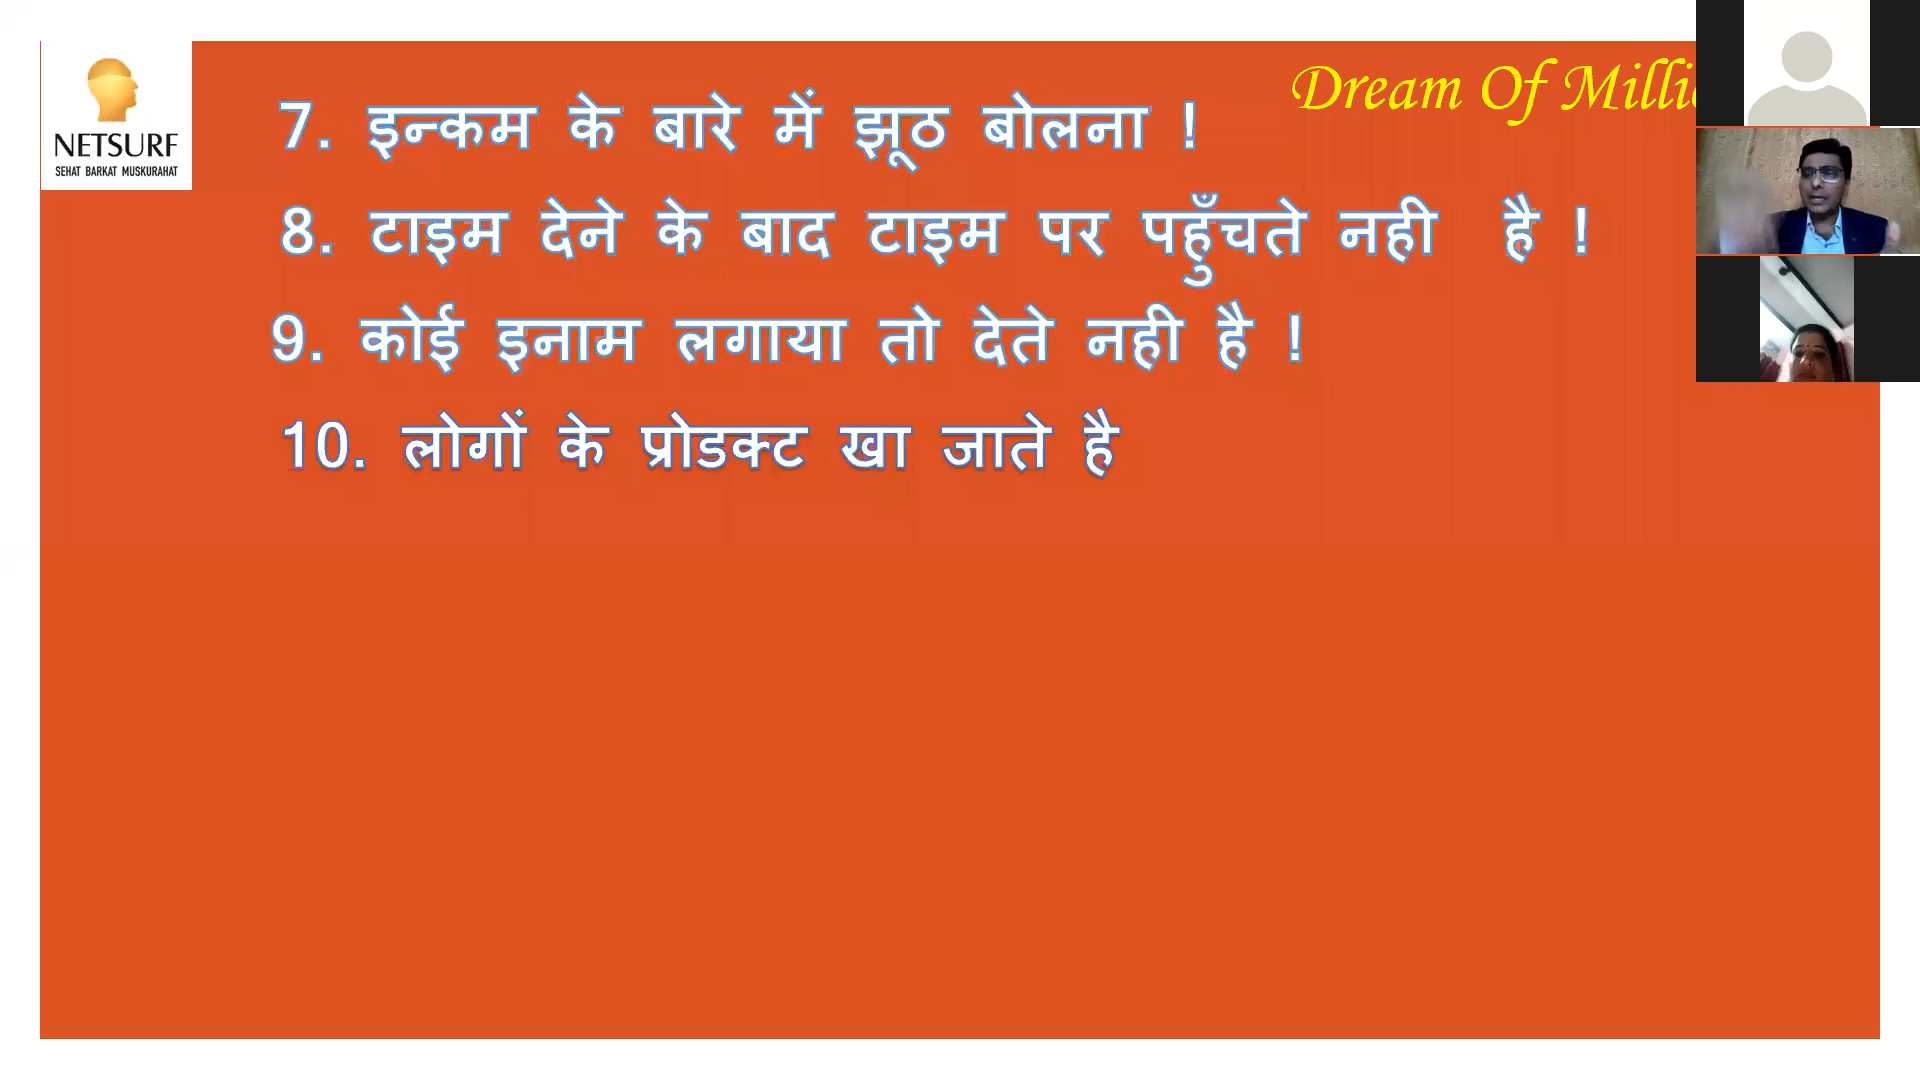 NETSURF
SEHAT BARKAT MUSKURAHAT
Dream Of
7. इन्कम के बारे में झूठ बोलना !
8. टाइम देने के बाद टाइम पर पहुँचते नही है !
9. कोई इनाम लगाया तो देते नही है !
10. लोगों के प्रोडक्ट खा जाते है